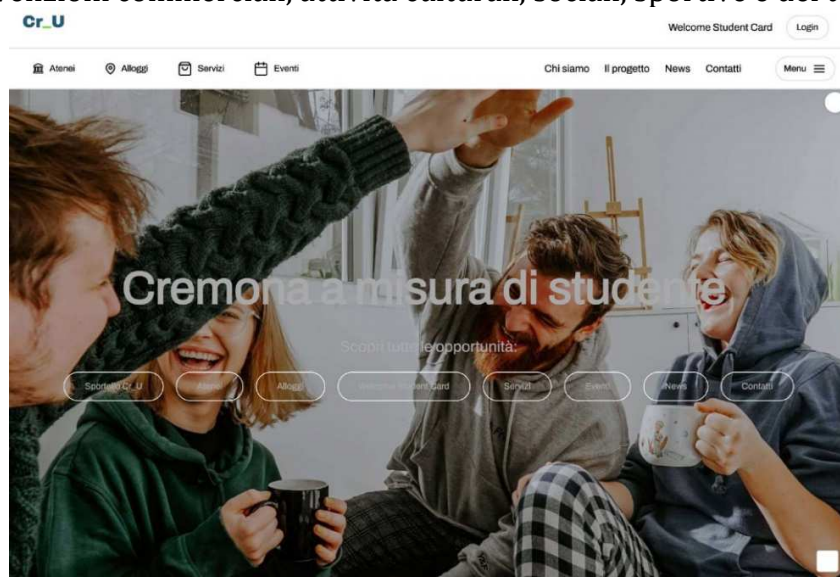 Cr_U
Welcome Student Card Login
Atenei Alloggi Servizi Eventi Chi siamo Il progetto News Contatti Menu
Cremona a misura di studente
Scopri tutte le opportunità:
Sportello Cr_U Atenei Alloggi Welcome Student Card Servizi Eventi News Contatti